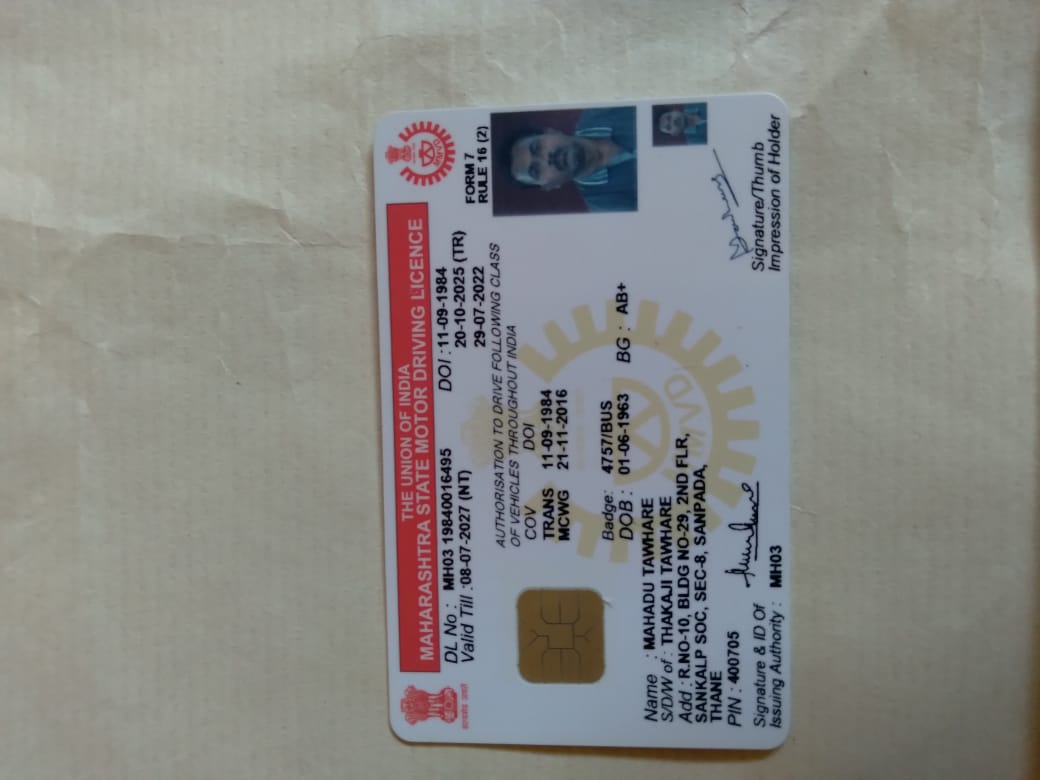 THE UNION OF INDIA
MAHARASHTRA STATE MOTOR DRIVING LICENCE
DL No : MH03 19840016495 DOI : 11-09-1984
Valid Till : 08-07-2027 (NT) 20-10-2025 (TR)
29-07-2022
FORM 7
RULE 16 (2)
AUTHORISATION TO DRIVE FOLLOWING CLASS
OF VEHICLES THROUGHOUT INDIA
COV DOI
TRANS 11-09-1984
MCWG 21-11-2016
Badge: 4757/BUS
DOB : 01-06-1963 BG : AB+
Name : MAHADU TAWHARE
S/D/W of : THAKAJI TAWHARE
Add : R.NO-10, BLDG NO-29, 2ND FLR,
SANKALP SOC, SEC-8, SANPADA,
THANE
PIN : 400705
Signature & ID Of
Issuing Authority : MH03
Signature/Thumb
Impression of Holder